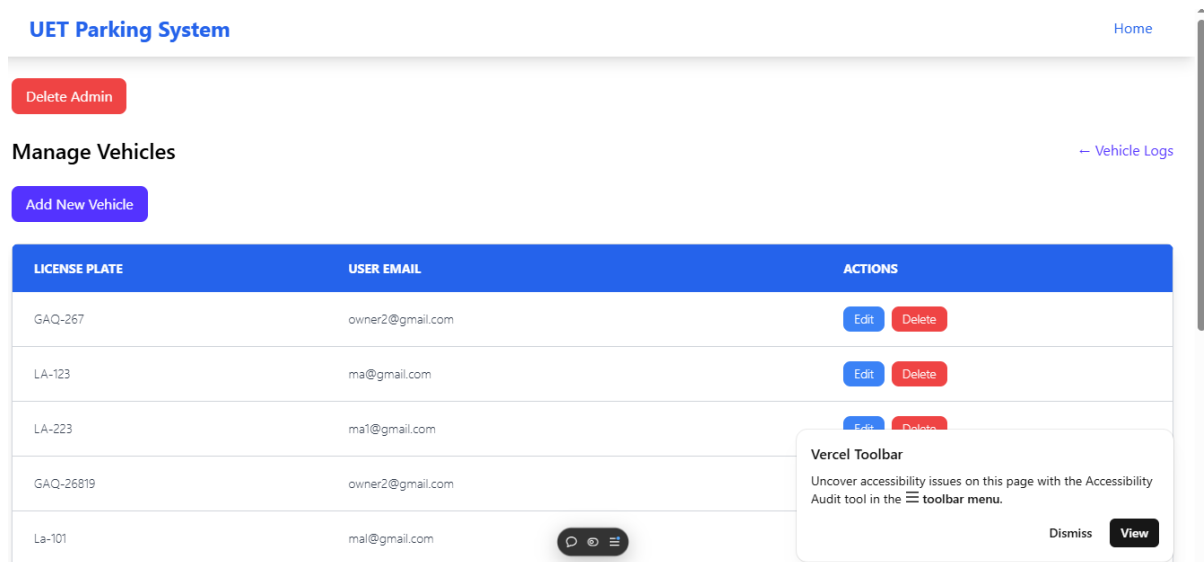 UET Parking System Home
Delete Admin
Manage Vehicles ← Vehicle Logs
Add New Vehicle
LICENSE PLATE USER EMAIL ACTIONS
GAQ-267 owner2@gmail.com Edit Delete
LA-123 ma@gmail.com Edit Delete
LA-223 ma1@gmail.com Edit Delete
GAQ-26819 owner2@gmail.com
La-101 mal@gmail.com
Vercel Toolbar
Uncover accessibility issues on this page with the Accessibility
Audit tool in the ☰ toolbar menu.
Dismiss View